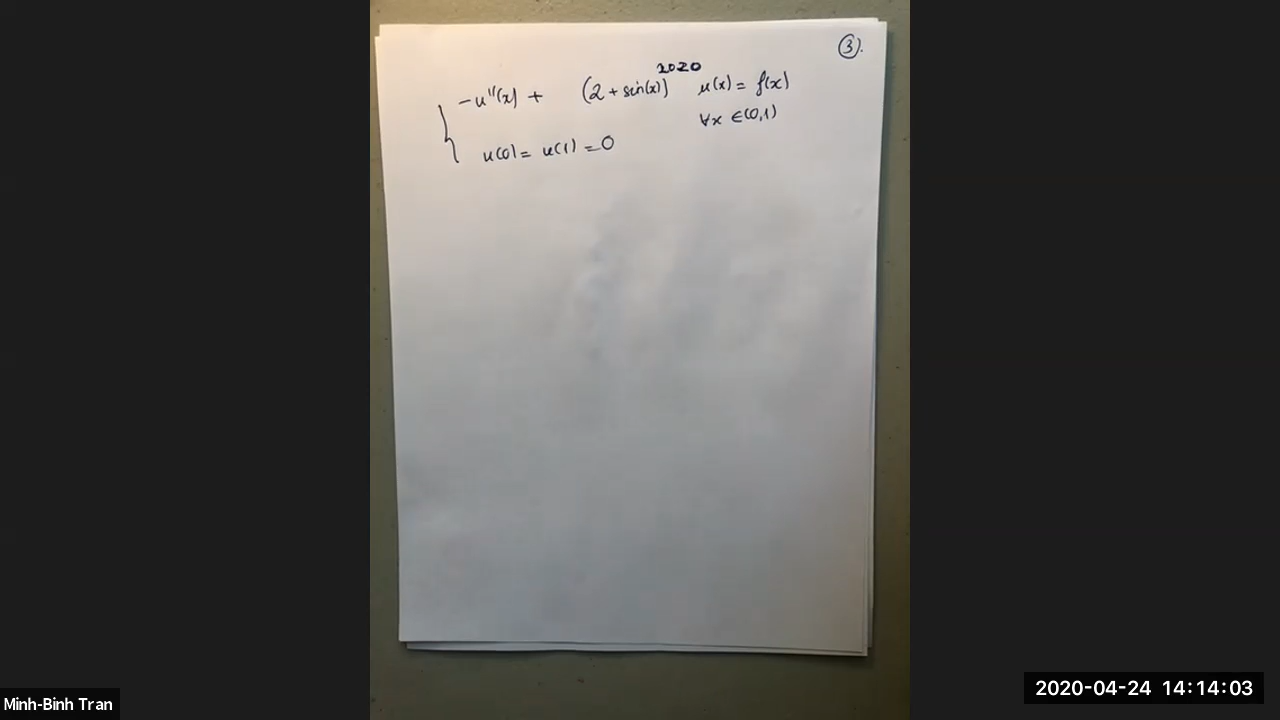 ③.
2020
-u''(x) + (2 + sin(x)) u(x) = f(x)
∀x ∈ (0,1)
u(0) = u(1) = 0
Minh-Binh Tran
2020-04-24 14:14:03